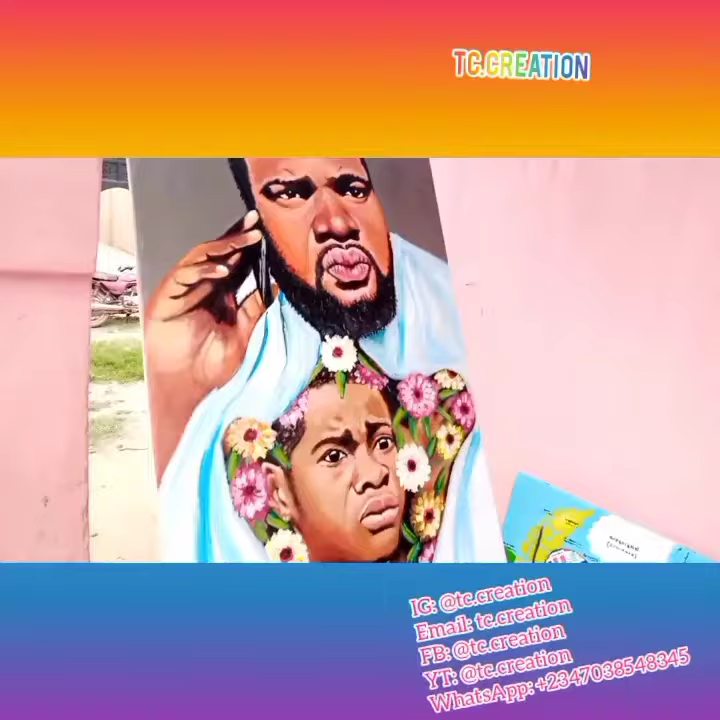 TC.CREATION
IG: @tc.creation
Email: tc.creation
FB: @tc.creation
YT: @tc.creation
WhatsApp: +2347038548345